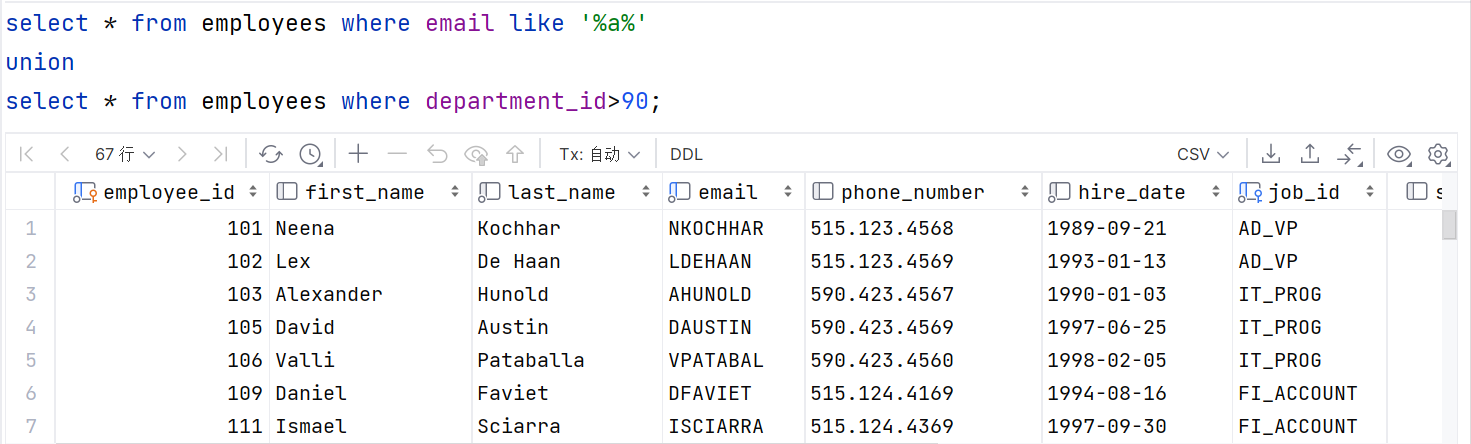 select * from employees where email like '%a%'
union
select * from employees where department_id>90;
67 行 Tx: 自动 DDL CSV
employee_id first_name last_name email phone_number hire_date job_id s
1 101 Neena Kochhar NKOCHHAR 515.123.4568 1989-09-21 AD_VP
2 102 Lex De Haan LDEHAAN 515.123.4569 1993-01-13 AD_VP
3 103 Alexander Hunold AHUNOLD 590.423.4567 1990-01-03 IT_PROG
4 105 David Austin DAUSTIN 590.423.4569 1997-06-25 IT_PROG
5 106 Valli Pataballa VPATABAL 590.423.4560 1998-02-05 IT_PROG
6 109 Daniel Faviet DFAVIET 515.124.4169 1994-08-16 FI_ACCOUNT
7 111 Ismael Sciarra ISCIARRA 515.124.4369 1997-09-30 FI_ACCOUNT